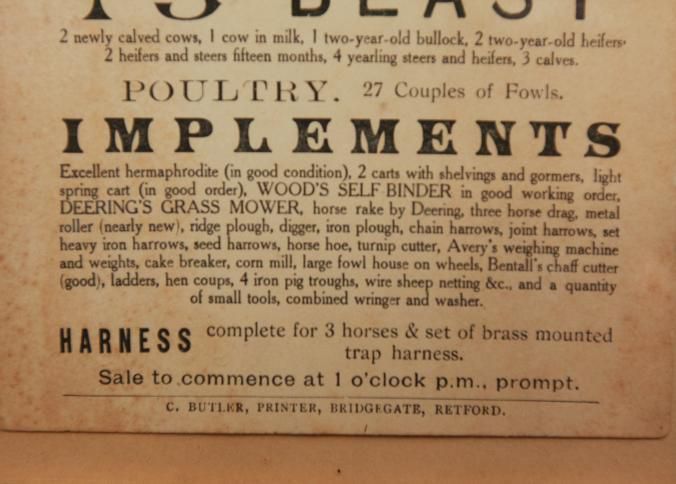 15 BEAST
2 newly calved cows, 1 cow in milk, 1 two-year-old bullock, 2 two-year-old heifers,
2 heifers and steers fifteen months, 4 yearling steers and heifers, 3 calves.
POULTRY. 27 Couples of Fowls.
IMPLEMENTS
Excellent hermaphrodite (in good condition), 2 carts with shelvings and gormers, light
spring cart (in good order), WOOD'S SELF BINDER in good working order,
DEERING'S GRASS MOWER, horse rake by Deering, three horse drag, metal
roller (nearly new), ridge plough, digger, iron plough, chain harrows, joint harrows, set
heavy iron harrows, seed harrows, horse hoe, turnip cutter, Avery's weighing machine
and weights, cake breaker, corn mill, large fowl house on wheels, Bentall's chaff cutter
(good), ladders, hen coups, 4 iron pig troughs, wire sheep netting &c., and a quantity
of small tools, combined wringer and washer.
HARNESS complete for 3 horses & set of brass mounted
trap harness.
Sale to commence at 1 o'clock p.m., prompt.
C. BUTLER, PRINTER, BRIDGEGATE, RETFORD.